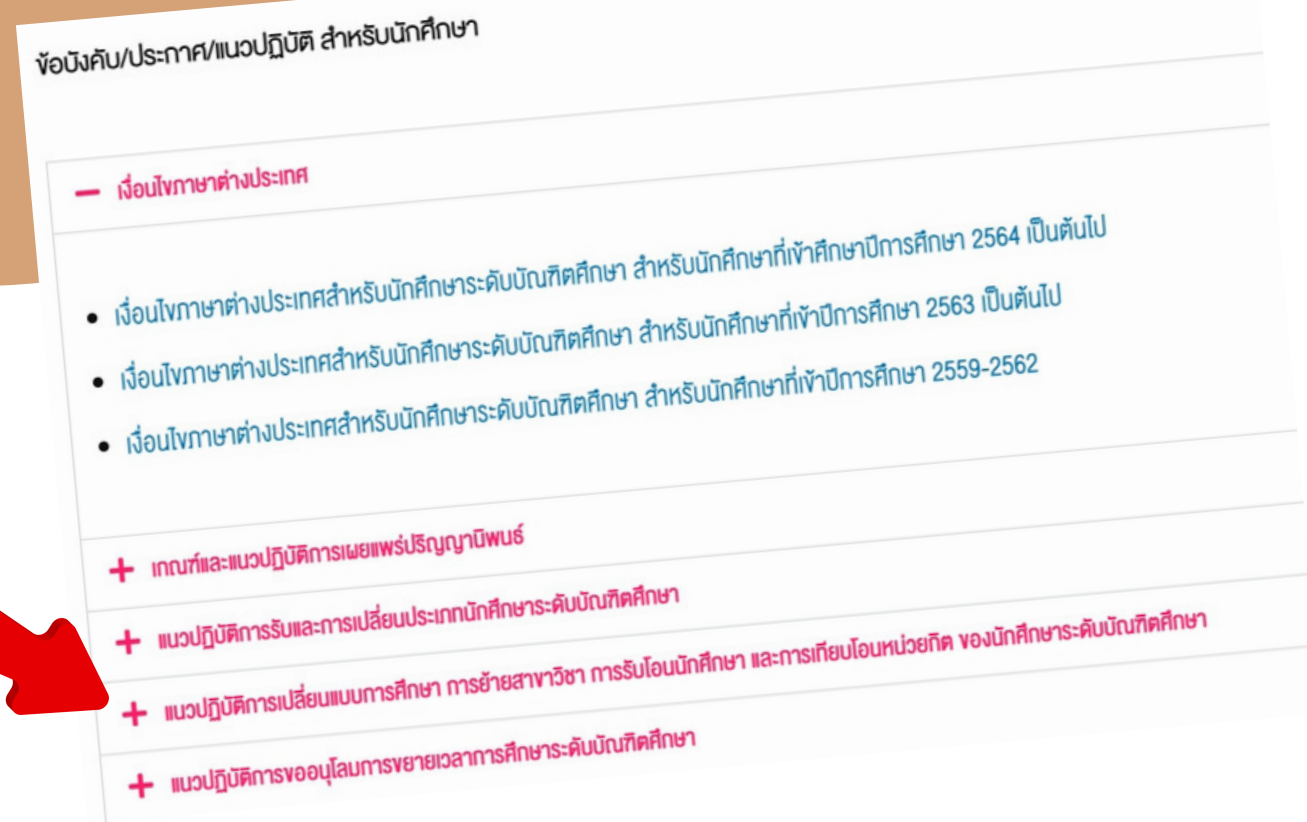 ข้อบังคับ/ประกาศ/แนวปฏิบัติ สำหรับนักศึกษา
เงื่อนไขภาษาต่างประเทศ
เงื่อนไขภาษาต่างประเทศสำหรับนักศึกษาระดับบัณฑิตศึกษา สำหรับนักศึกษาที่เข้าศึกษาปีการศึกษา 2564 เป็นต้นไป
เงื่อนไขภาษาต่างประเทศสำหรับนักศึกษาระดับบัณฑิตศึกษา สำหรับนักศึกษาที่เข้าปีการศึกษา 2563 เป็นต้นไป
เงื่อนไขภาษาต่างประเทศสำหรับนักศึกษาระดับบัณฑิตศึกษา สำหรับนักศึกษาที่เข้าปีการศึกษา 2559-2562
เกณฑ์และแนวปฏิบัติการเผยแพร่ปริญญานิพนธ์
แนวปฏิบัติการรับและการเปลี่ยนประเภทนักศึกษาระดับบัณฑิตศึกษา
แนวปฏิบัติการเปลี่ยนแบบการศึกษา การย้ายสาขาวิชา การรับโอนนักศึกษา และการเทียบโอนหน่วยกิต ของนักศึกษาระดับบัณฑิตศึกษา
แนวปฏิบัติการขออนุโลมการขยายเวลาการศึกษาระดับบัณฑิตศึกษา